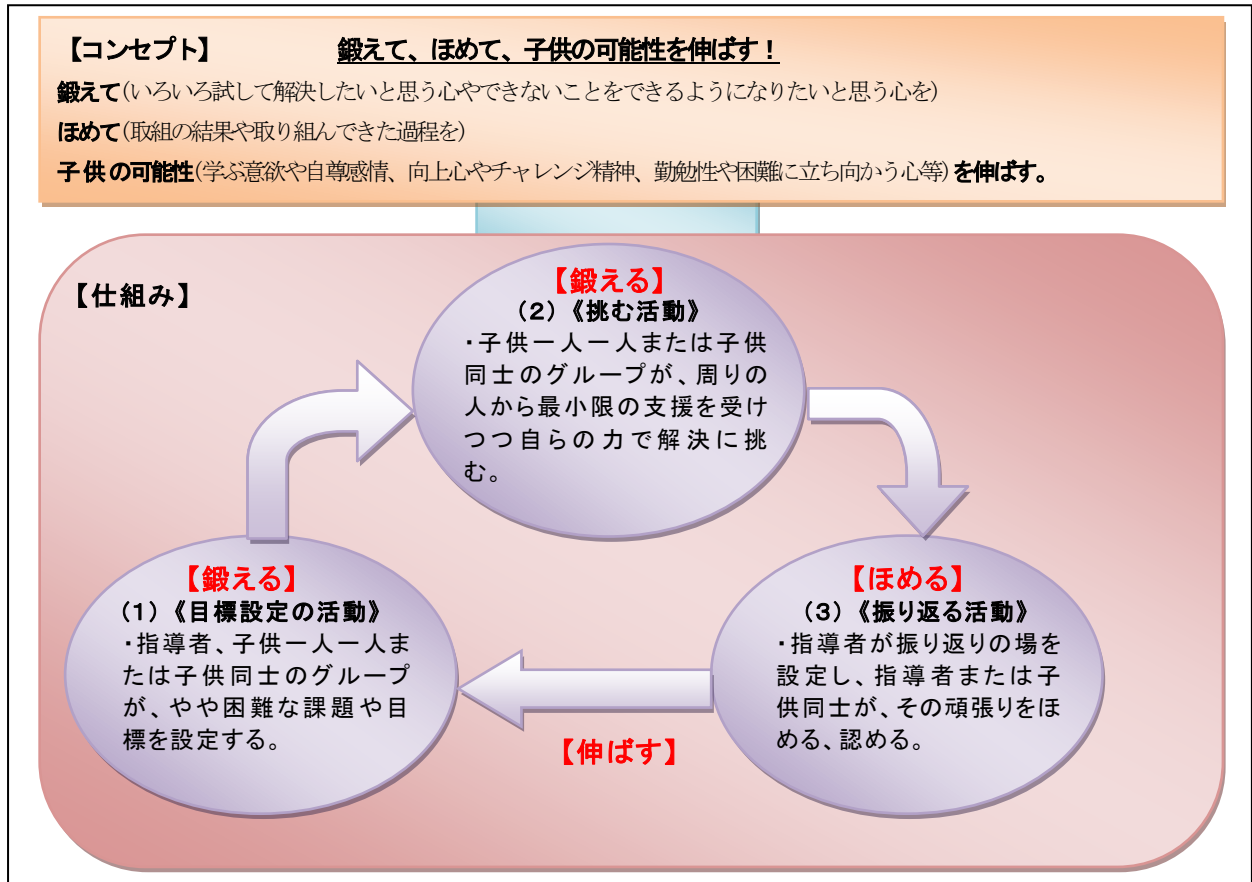 【コンセプト】 鍛えて、ほめて、子供の可能性を伸ばす！
鍛えて(いろいろ試して解決したいと思う心やできないことをできるようになりたいと思う心を)
ほめて(取組の結果や取り組んできた過程を)
子供の可能性(学ぶ意欲や自尊感情、向上心やチャレンジ精神、勤勉性や困難に立ち向かう心等)を伸ばす。
【仕組み】
【鍛える】
(2)《挑む活動》
・子供一人一人または子供
同士のグループが、周りの
人から最小限の支援を受け
つつ自らの力で解決に挑
む。
【鍛える】
(1)《目標設定の活動》
・指導者、子供一人一人ま
たは子供同士のグループ
が、やや困難な課題や目
標を設定する。
【ほめる】
(3)《振り返る活動》
・指導者が振り返りの場を
設定し、指導者または子
供同士が、その頑張りをほ
める、認める。
【伸ばす】